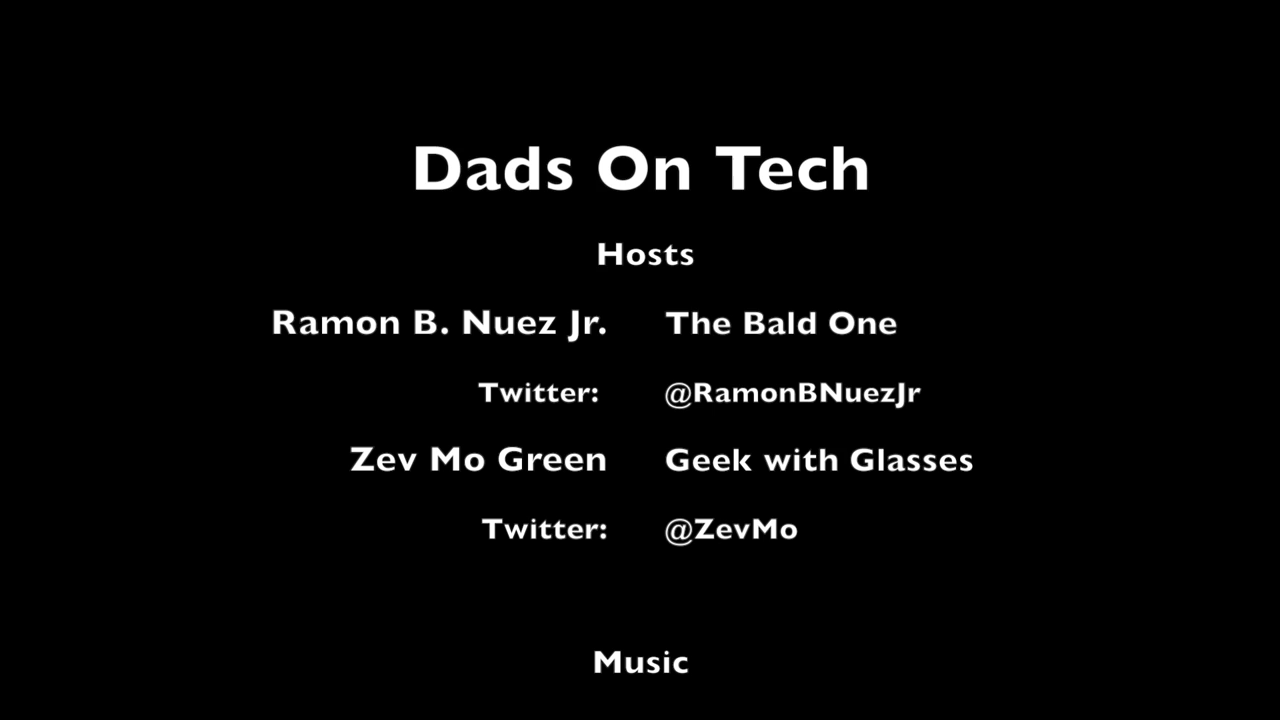 Dads On Tech
Hosts
Ramon B. Nuez Jr. The Bald One
Twitter: @RamonBNuezJr
Zev Mo Green Geek with Glasses
Twitter: @ZevMo
Music